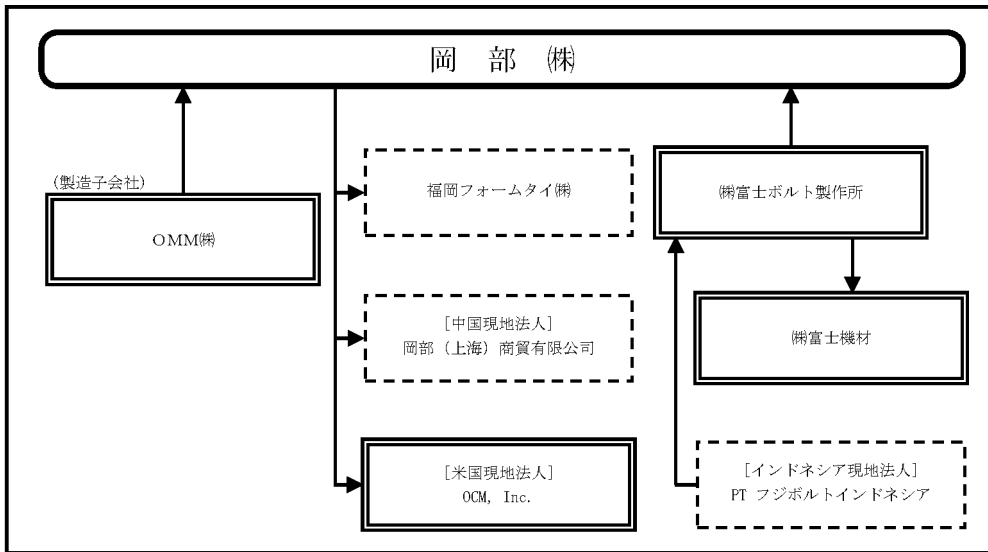 岡 部 ㈱
(製造子会社)
OMM㈱
福岡フォームタイ㈱
[中国現地法人]
岡部（上海）商貿有限公司
[米国現地法人]
OCM, Inc.
㈱富士ボルト製作所
㈱富士機材
[インドネシア現地法人]
PT フジボルトインドネシア